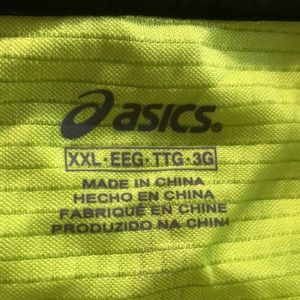 asics®
XXL·EEG·TTG·3G
MADE IN CHINA
HECHO EN CHINA
FABRIQUÉ EN CHINE
PRODUZIDO NA CHINA